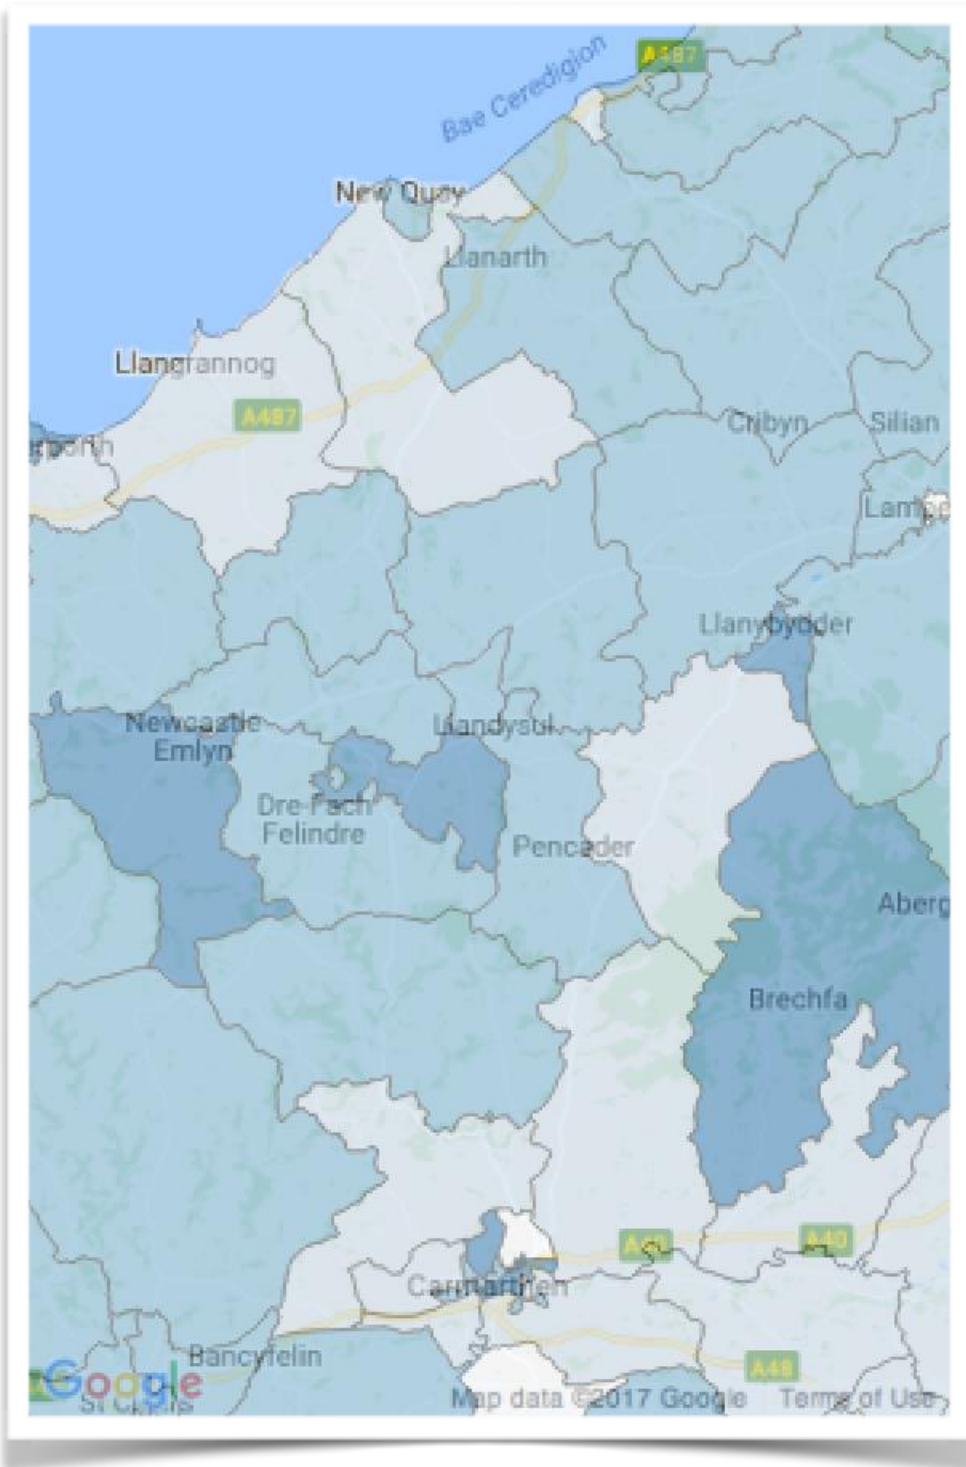 A487
Bae Ceredigion
New Quay
Llanarth
Llangrannog
A487
Cribyn
Silian
Llanybydder
Newcastle
Emlyn
Llandysul
Dre-Fach
Felindre
Pencader
Brechfa
A40
A40
Carmarthen
A48
Bancyfelin
Google
Map data ©2017 Google
Terms of Use